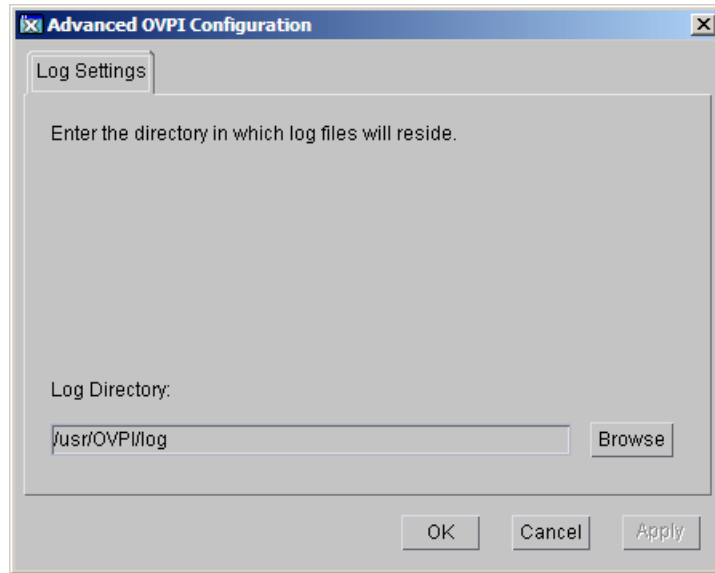 Advanced OVPI Configuration
Log Settings
Enter the directory in which log files will reside.
Log Directory:
/usr/OVPI/log
Browse
OK
Cancel
Apply